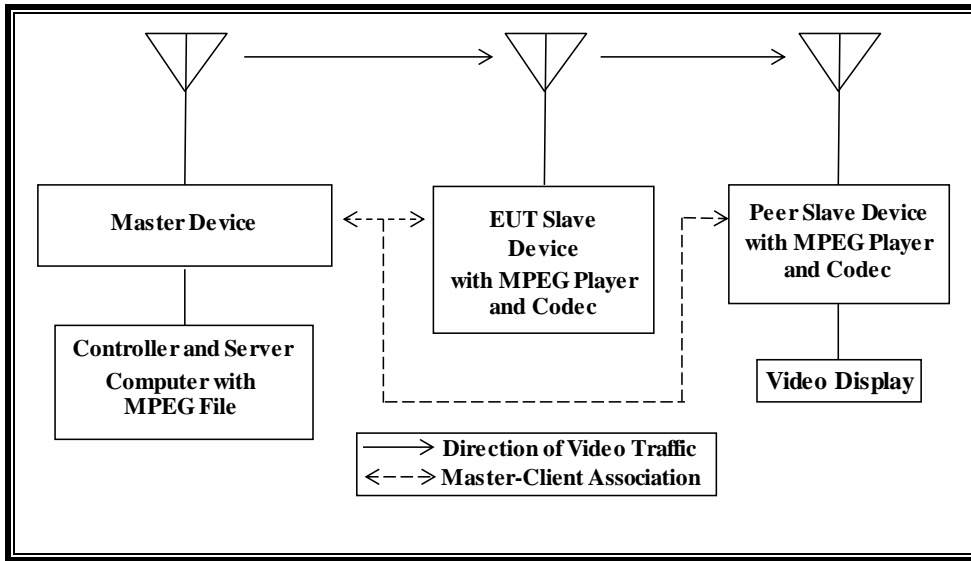 Master Device
EUT Slave
Device
with MPEG Player
and Codec
Peer Slave Device
with MPEG Player
and Codec
Controller and Server
Computer with
MPEG File
Video Display
Direction of Video Traffic
Master-Client Association